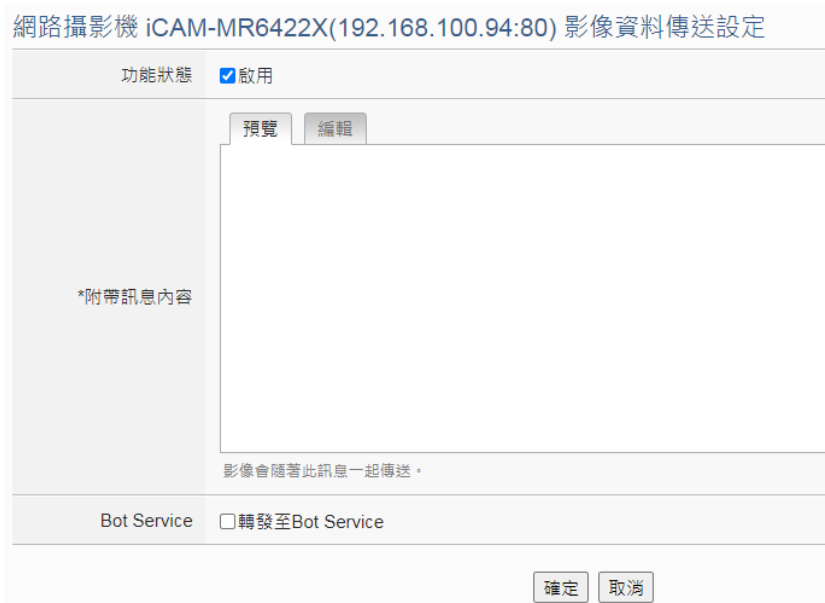 網路攝影機 iCAM-MR6422X(192.168.100.94:80) 影像資料傳送設定
功能狀態 啟用
預覽 編輯
*附帶訊息內容
影像會隨著此訊息一起傳送。
Bot Service 轉發至Bot Service
確定 取消